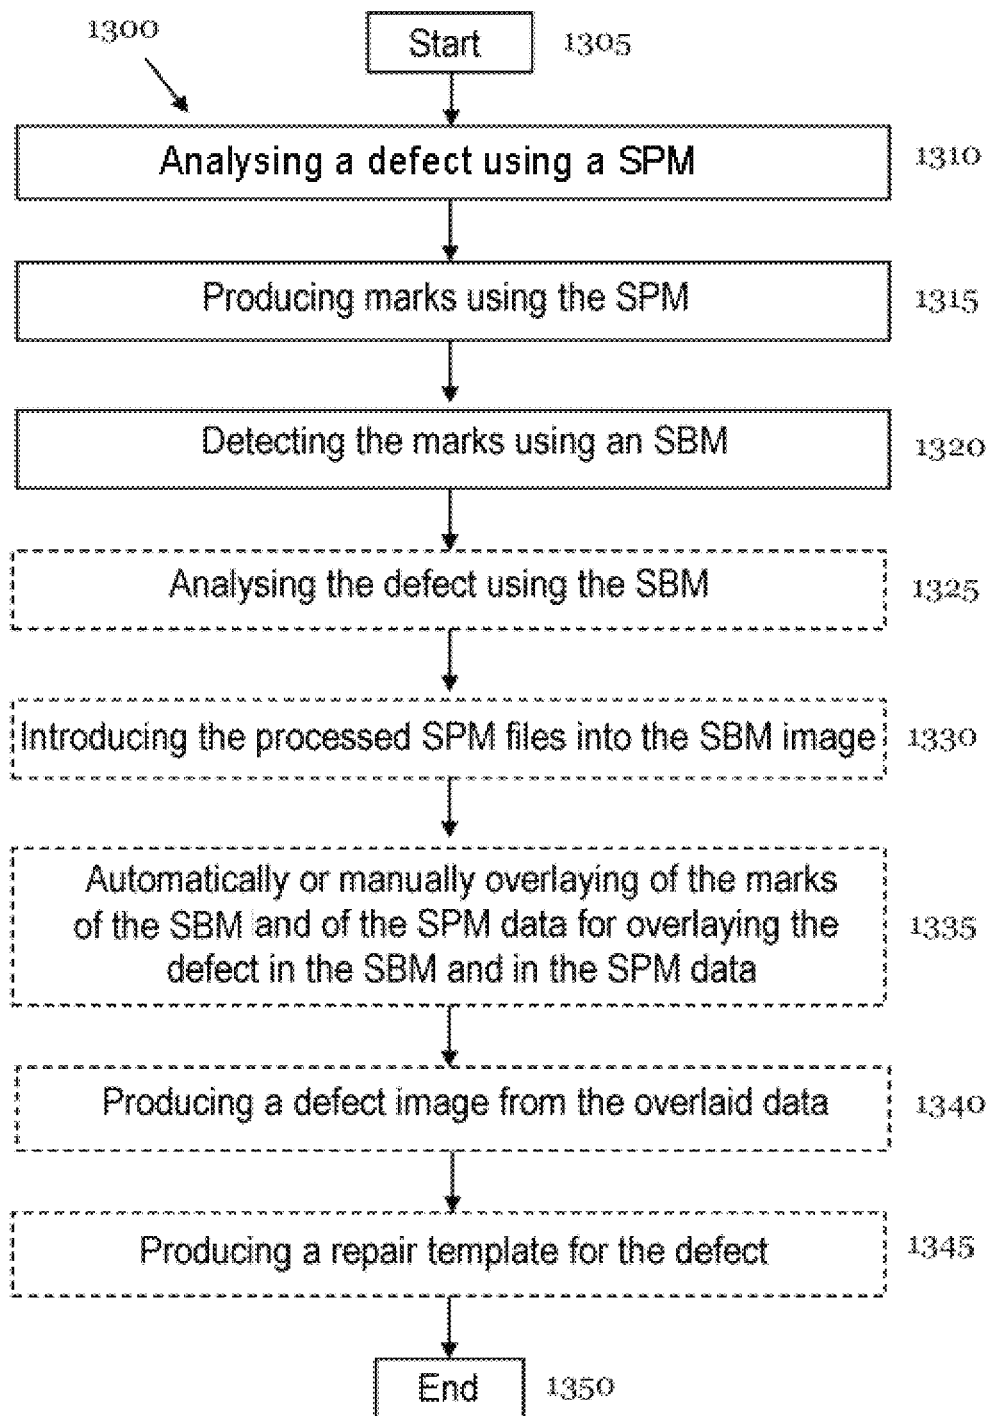 1300
Start 1305
Analysing a defect using a SPM 1310
Producing marks using the SPM 1315
Detecting the marks using an SBM 1320
Analysing the defect using the SBM 1325
Introducing the processed SPM files into the SBM image 1330
Automatically or manually overlaying of the marks
of the SBM and of the SPM data for overlaying the 1335
defect in the SBM and in the SPM data
Producing a defect image from the overlaid data 1340
Producing a repair template for the defect 1345
End 1350